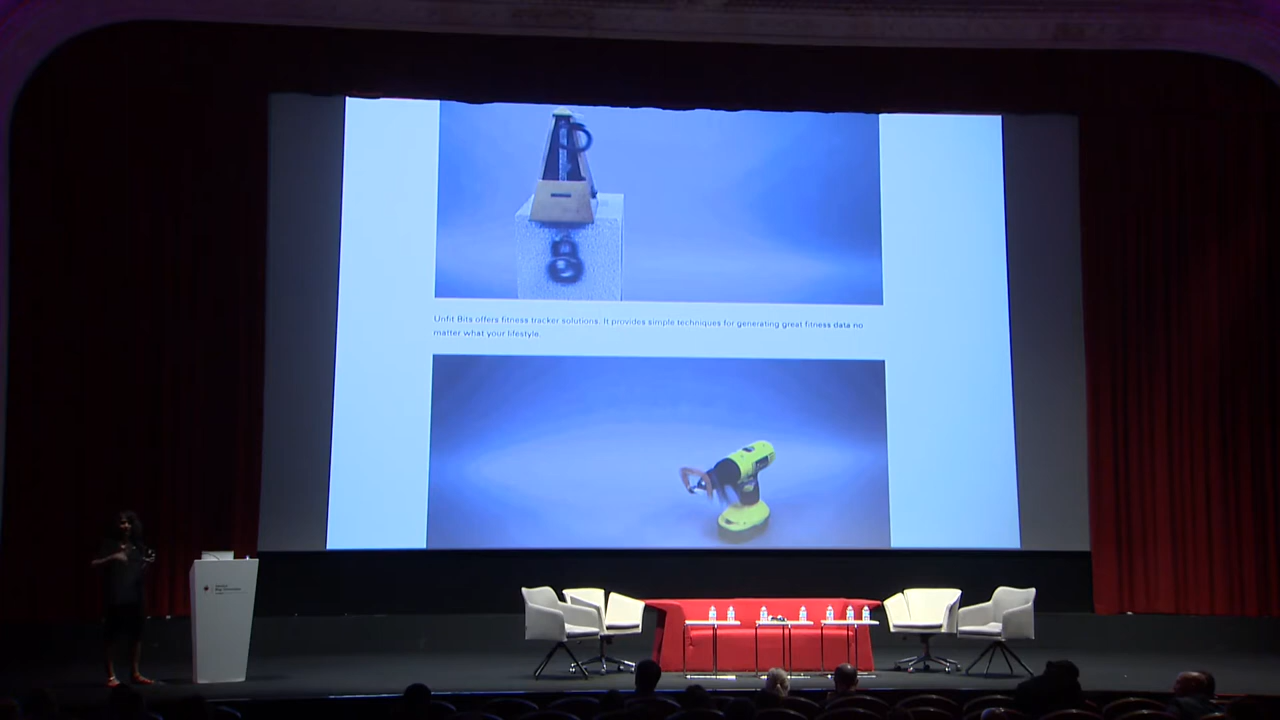 Unfit Bits offers fitness tracker solutions. It provides simple techniques for generating great fitness data no
matter what your lifestyle.